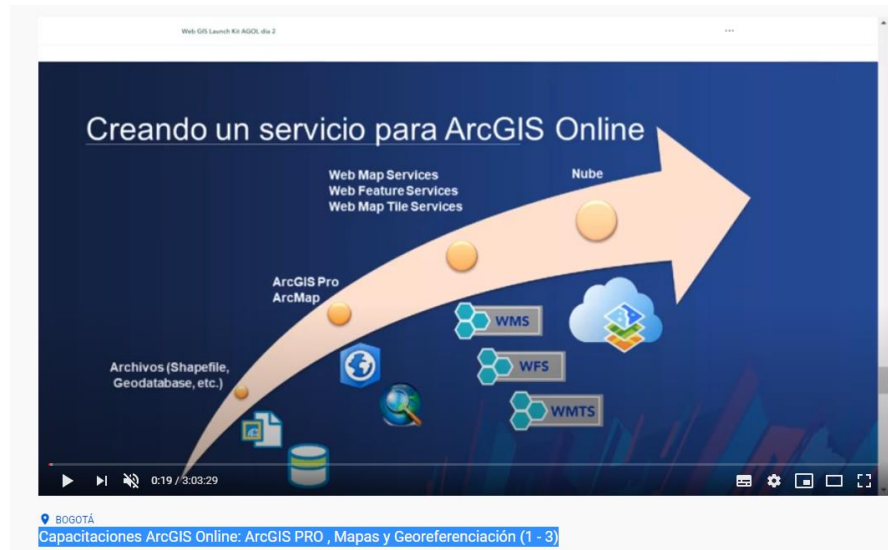 Web GIS Launch Kit AGOL día 2
Creando un servicio para ArcGIS Online
Web Map Services
Web Feature Services
Web Map Tile Services
Nube
ArcGIS Pro
ArcMap
Archivos (Shapefile,
Geodatabase, etc.)
WMS
WFS
WMTS
0:19 / 3:03:29
BOGOTÁ
Capacitaciones ArcGIS Online: ArcGIS PRO , Mapas y Georeferenciación (1 - 3)